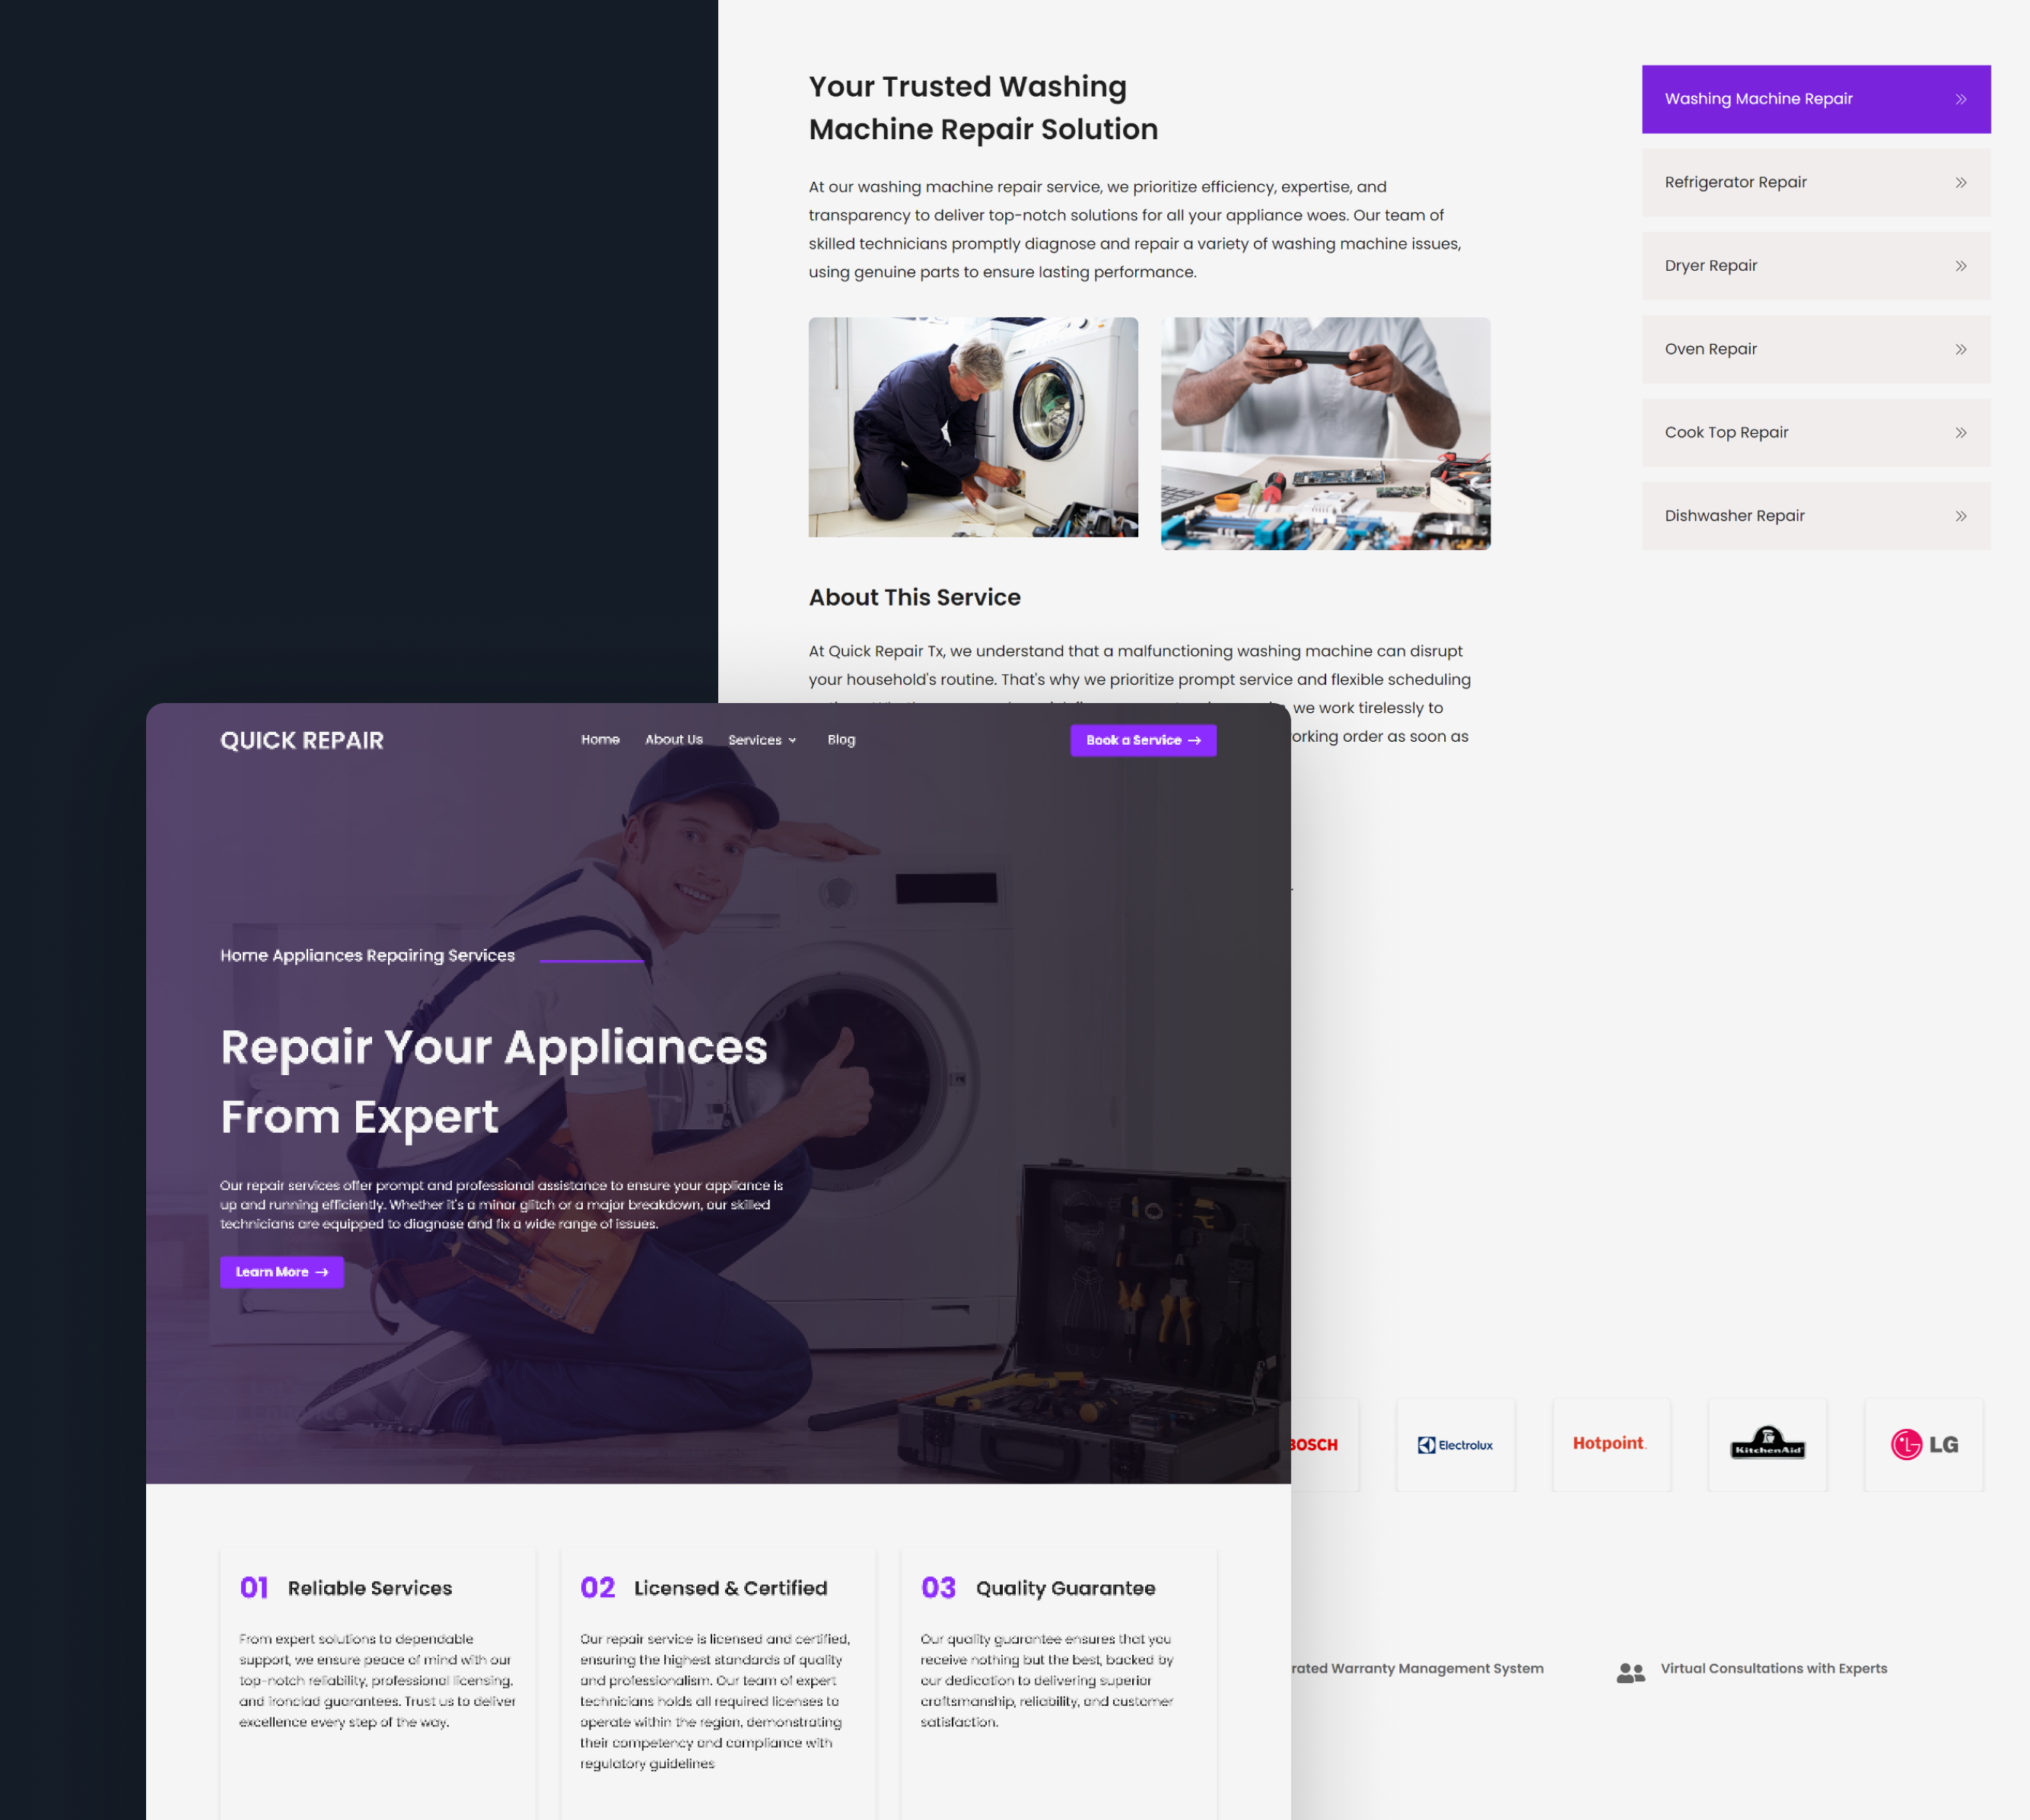 Your Trusted Washing
Machine Repair Solution
At our washing machine repair service, we prioritize efficiency, expertise, and
transparency to deliver top-notch solutions for all your appliance woes. Our team of
skilled technicians promptly diagnose and repair a variety of washing machine issues,
using genuine parts to ensure lasting performance.
About This Service
At Quick Repair Tx, we understand that a malfunctioning washing machine can disrupt
your household's routine. That's why we prioritize prompt service and flexible scheduling
we work tirelessly to
order as soon as
Washing Machine Repair
Refrigerator Repair
Dryer Repair
Oven Repair
Cook Top Repair
Dishwasher Repair
QUICK REPAIR
Home
About Us
Services
Blog
Book a Service
Home Appliances Repairing Services
Repair Your Appliances
From Expert
Our repair services offer prompt and professional assistance to ensure your appliance is
up and running efficiently. Whether it's a minor glitch or a major breakdown, our skilled
technicians are equipped to diagnose and fix a wide range of issues.
Learn More
BOSCH
Electrolux
Hotpoint
KitchenAid
LG
01 Reliable Services
From expert solutions to dependable
support, we ensure peace of mind with our
top-notch reliability, professional licensing,
and ironclad guarantees. Trust us to deliver
excellence every step of the way.
02 Licensed & Certified
Our repair service is licensed and certified,
ensuring the highest standards of quality
and professionalism. Our team of expert
technicians holds all required licenses to
operate within the region, demonstrating
their competency and compliance with
regulatory guidelines
03 Quality Guarantee
Our quality guarantee ensures that you
receive nothing but the best, backed by
our dedication to delivering superior
craftsmanship, reliability, and customer
satisfaction.
Warranty Management System
Virtual Consultations with Experts